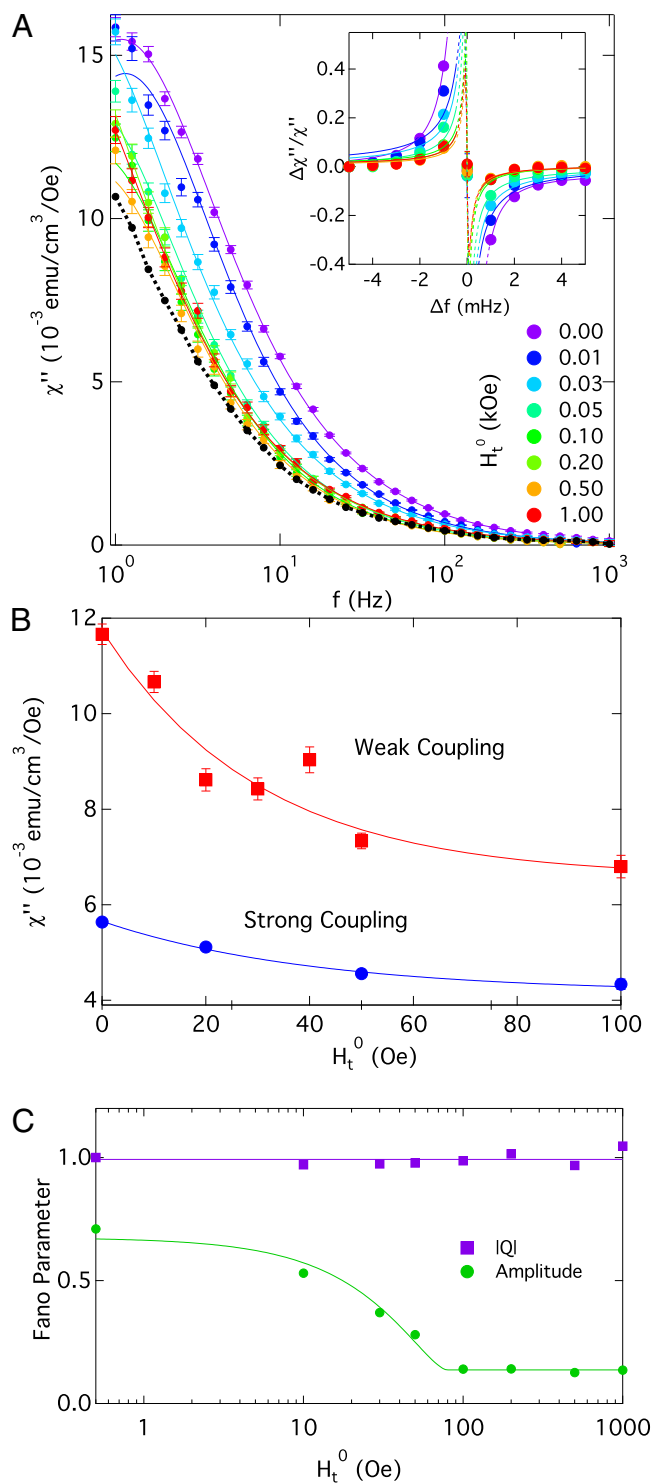 A
χ'' (10⁻³ emu/cm³/Oe)
15
10
5
0
10⁰
10¹
10²
10³
f (Hz)
Δχ''/χ''
0.4
0.2
0.0
-0.2
-0.4
-4
-2
0
2
4
Δf (mHz)
H_t⁰ (kOe)
0.00
0.01
0.03
0.05
0.10
0.20
0.50
1.00
B
χ'' (10⁻³ emu/cm³/Oe)
12
10
8
6
4
Weak Coupling
Strong Coupling
0
20
40
60
80
100
H_t⁰ (Oe)
C
Fano Parameter
1.0
0.5
0.0
|Q|
Amplitude
1
10
100
1000
H_t⁰ (Oe)